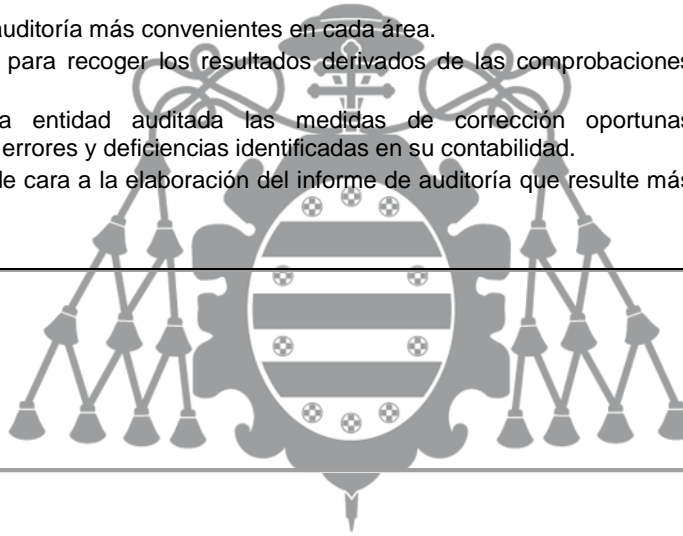 auditoría más convenientes en cada área.
para recoger los resultados derivados de las comprobaciones
a entidad auditada las medidas de corrección oportunas
errores y deficiencias identificadas en su contabilidad.
de cara a la elaboración del informe de auditoría que resulte más